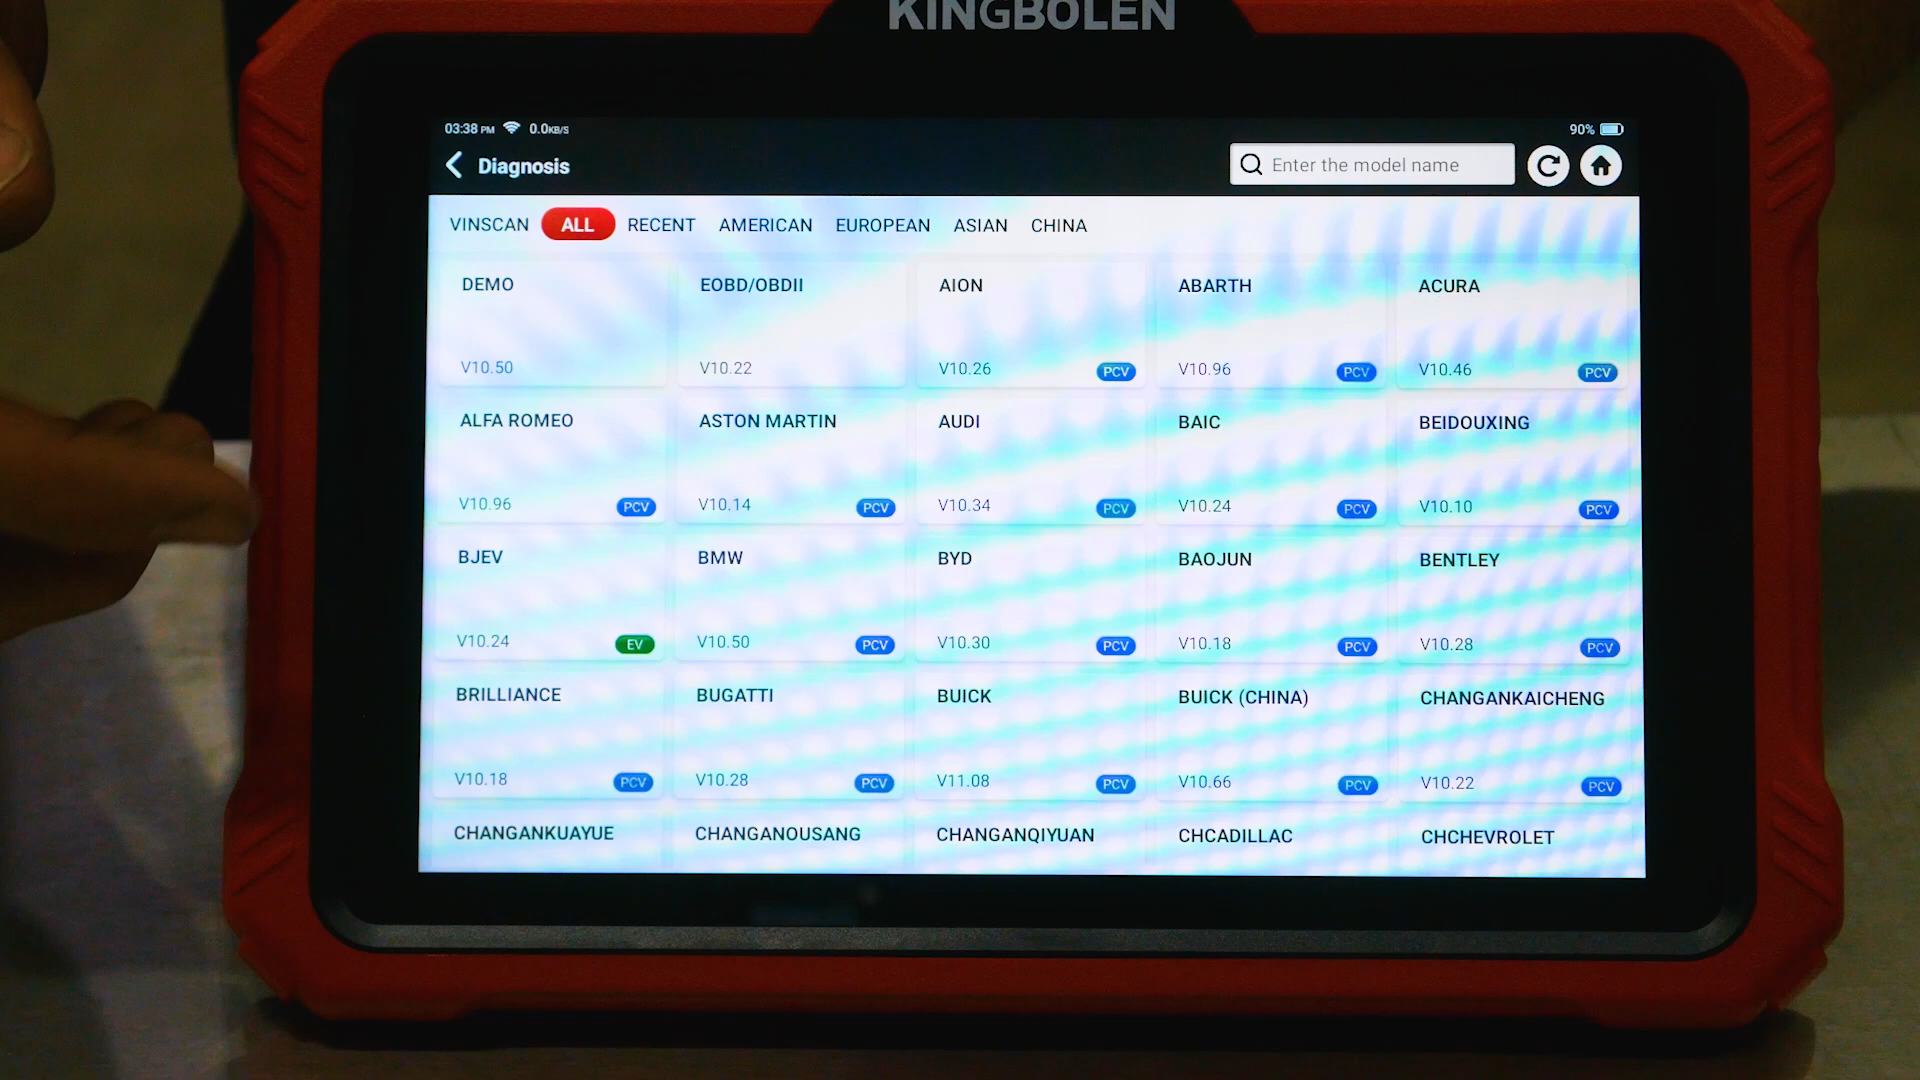 KINGBOLEN
03:38 PM 0.0KB/S 90%
Diagnosis Enter the model name
VINSCAN ALL RECENT AMERICAN EUROPEAN ASIAN CHINA
DEMO EOBD/OBDII AION ABARTH ACURA
V10.50 V10.22 V10.26 PCV V10.96 PCV V10.46 PCV
ALFA ROMEO ASTON MARTIN AUDI BAIC BEIDOUXING
V10.96 PCV V10.14 PCV V10.34 PCV V10.24 PCV V10.10 PCV
BJEV BMW BYD BAOJUN BENTLEY
V10.24 EV V10.50 PCV V10.30 PCV V10.18 PCV V10.28 PCV
BRILLIANCE BUGATTI BUICK BUICK (CHINA) CHANGANKAICHENG
V10.18 PCV V10.28 PCV V11.08 PCV V10.66 PCV V10.22 PCV
CHANGANKUAYUE CHANGANOUSANG CHANGANQIYUAN CHCADILLAC CHCHEVROLET